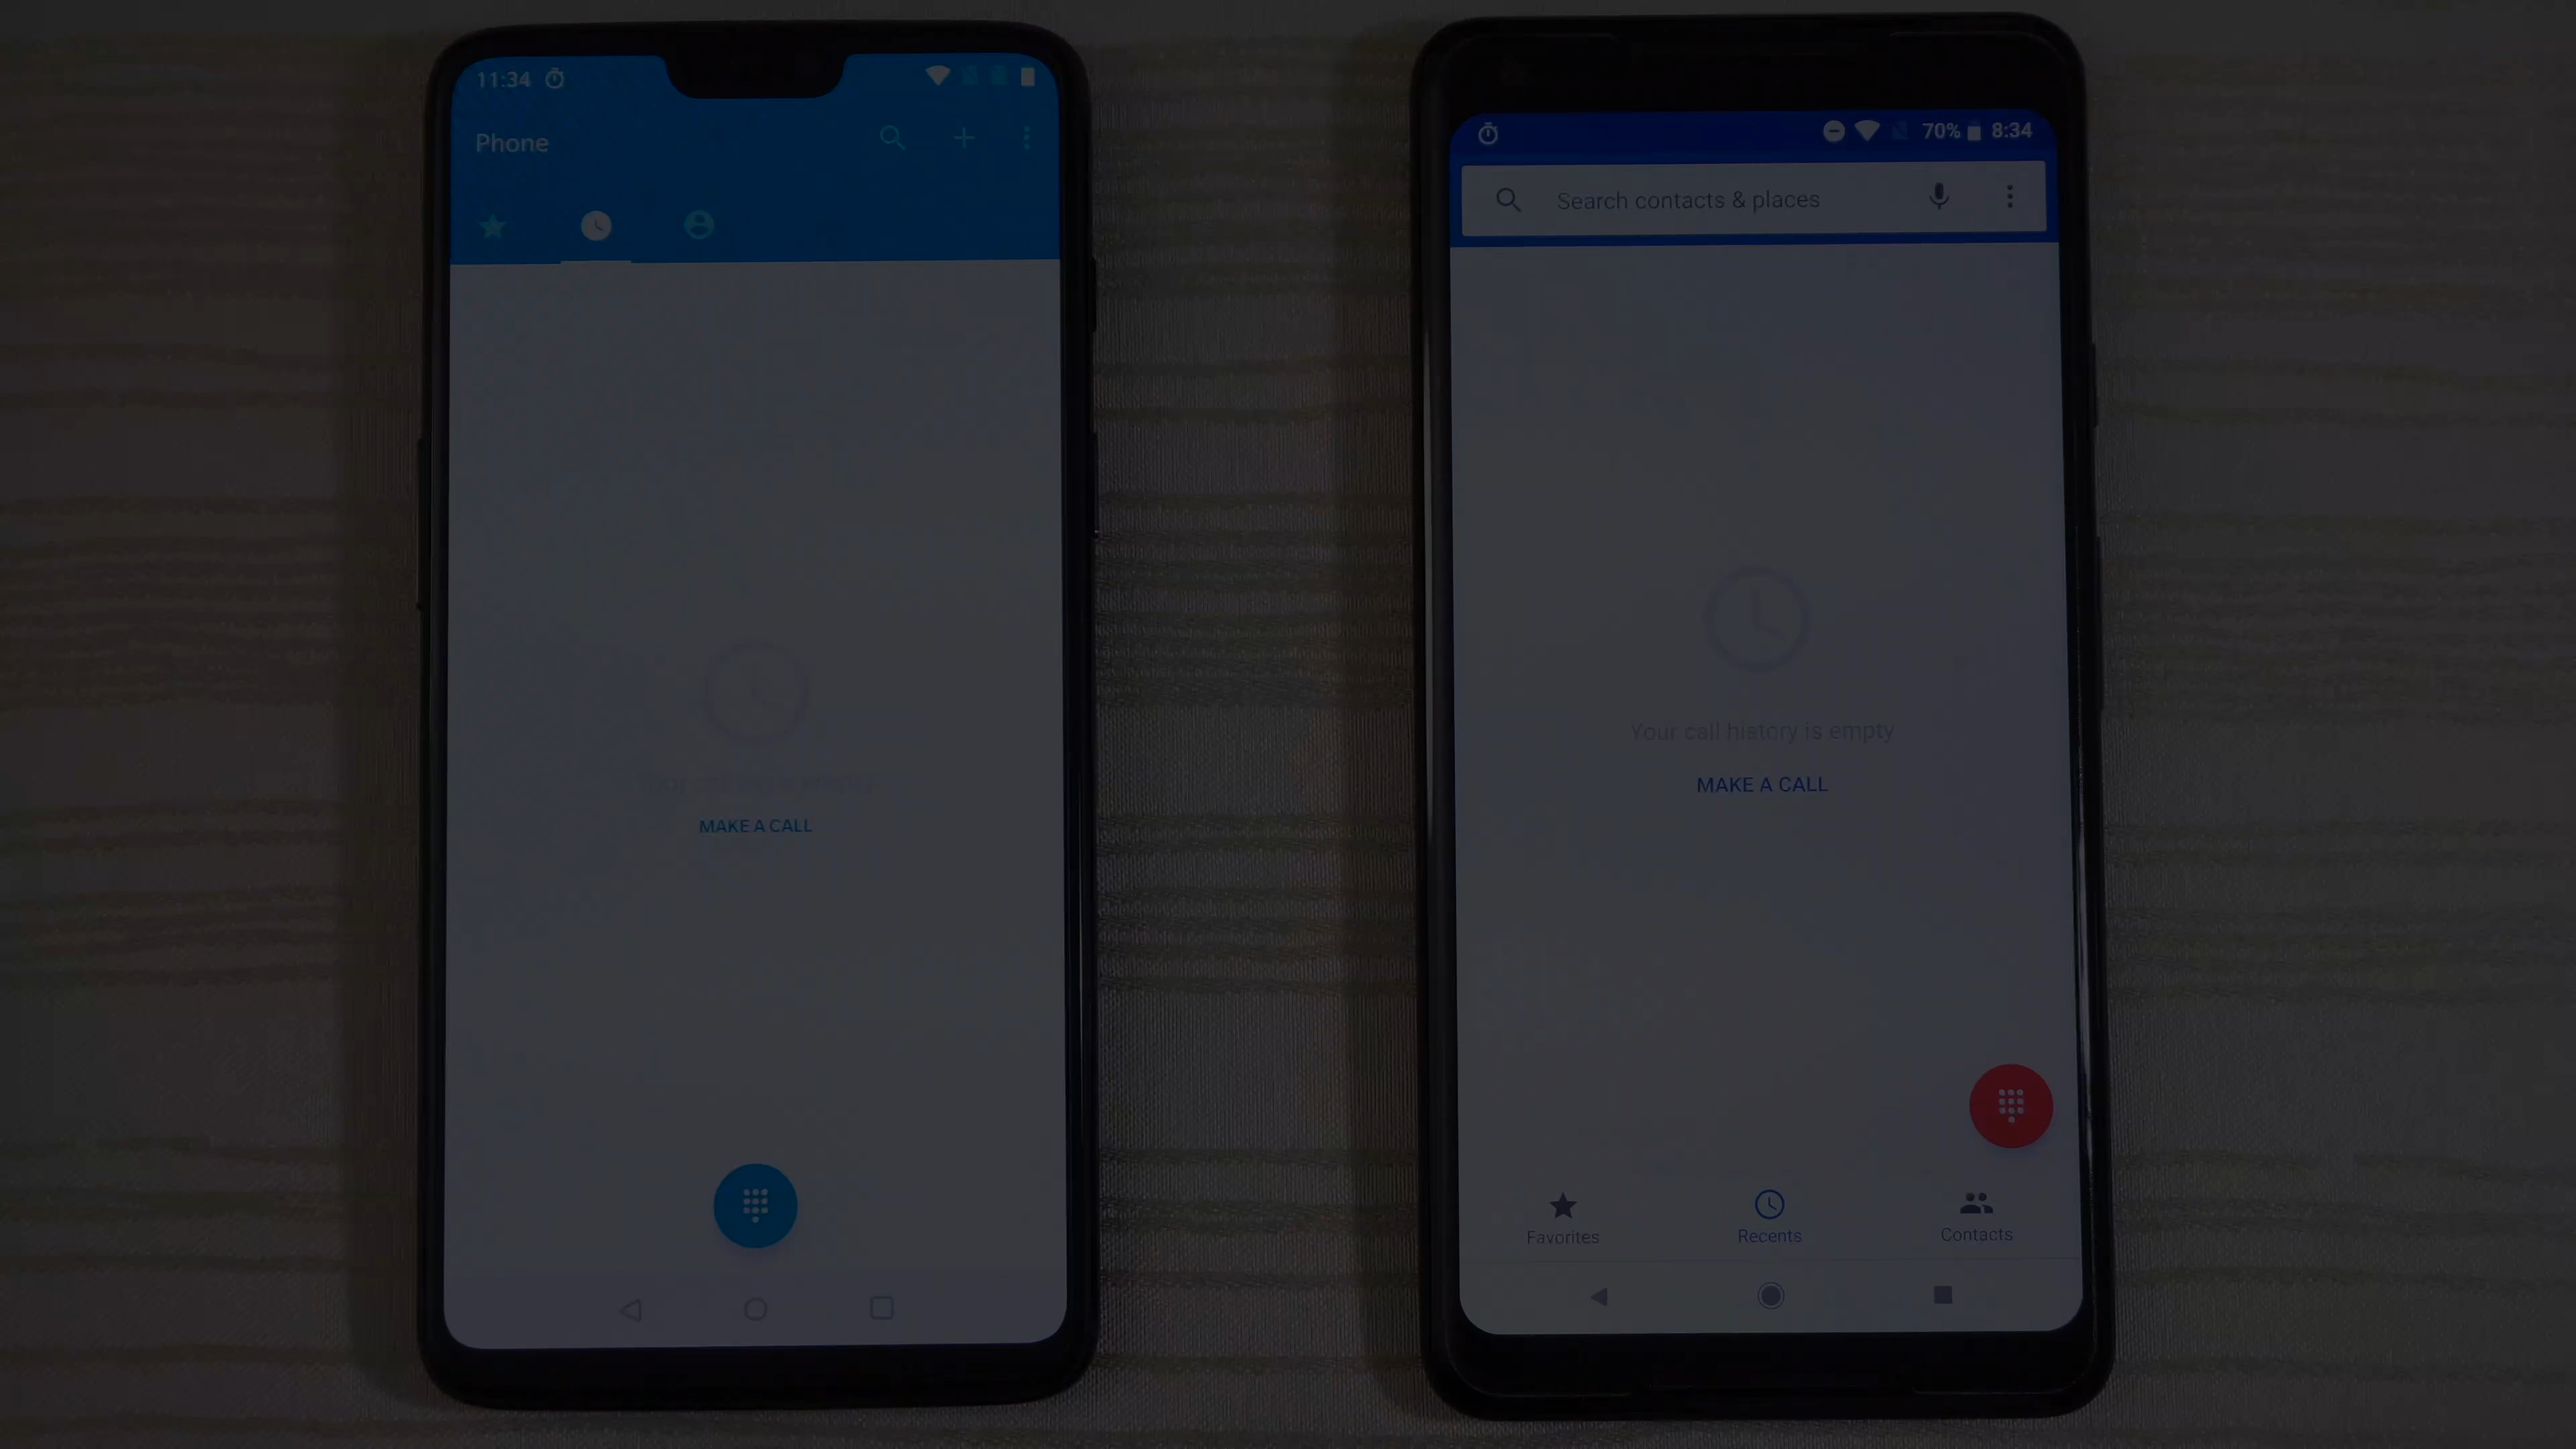 11:34
Phone
MAKE A CALL
70% 8:34
Search contacts & places
Your call history is empty
MAKE A CALL
Favorites
Recents
Contacts